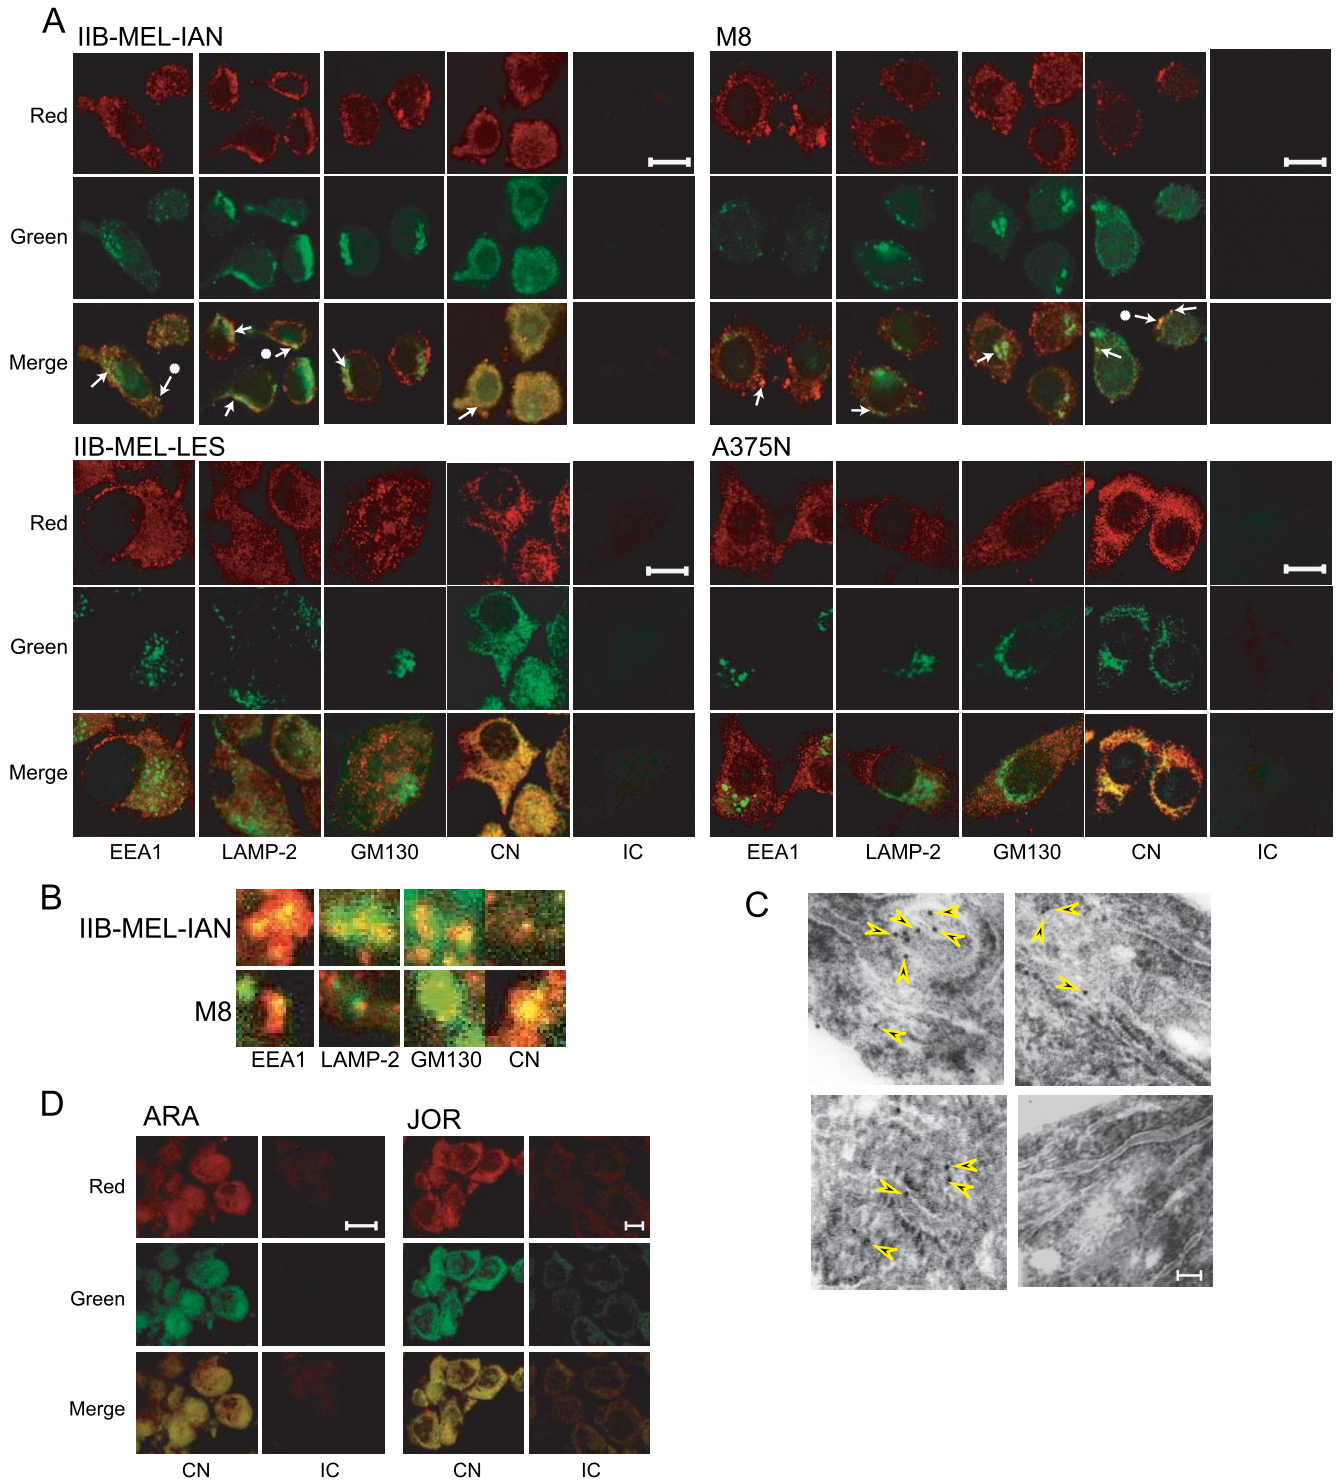 A
IIB-MEL-IAN
M8
Red
Green
Merge
IIB-MEL-LES
A375N
Red
Green
Merge
EEA1 LAMP-2 GM130 CN IC EEA1 LAMP-2 GM130 CN IC
B
IIB-MEL-IAN
M8
EEA1 LAMP-2 GM130 CN
C
D
ARA JOR
Red
Green
Merge
CN IC CN IC